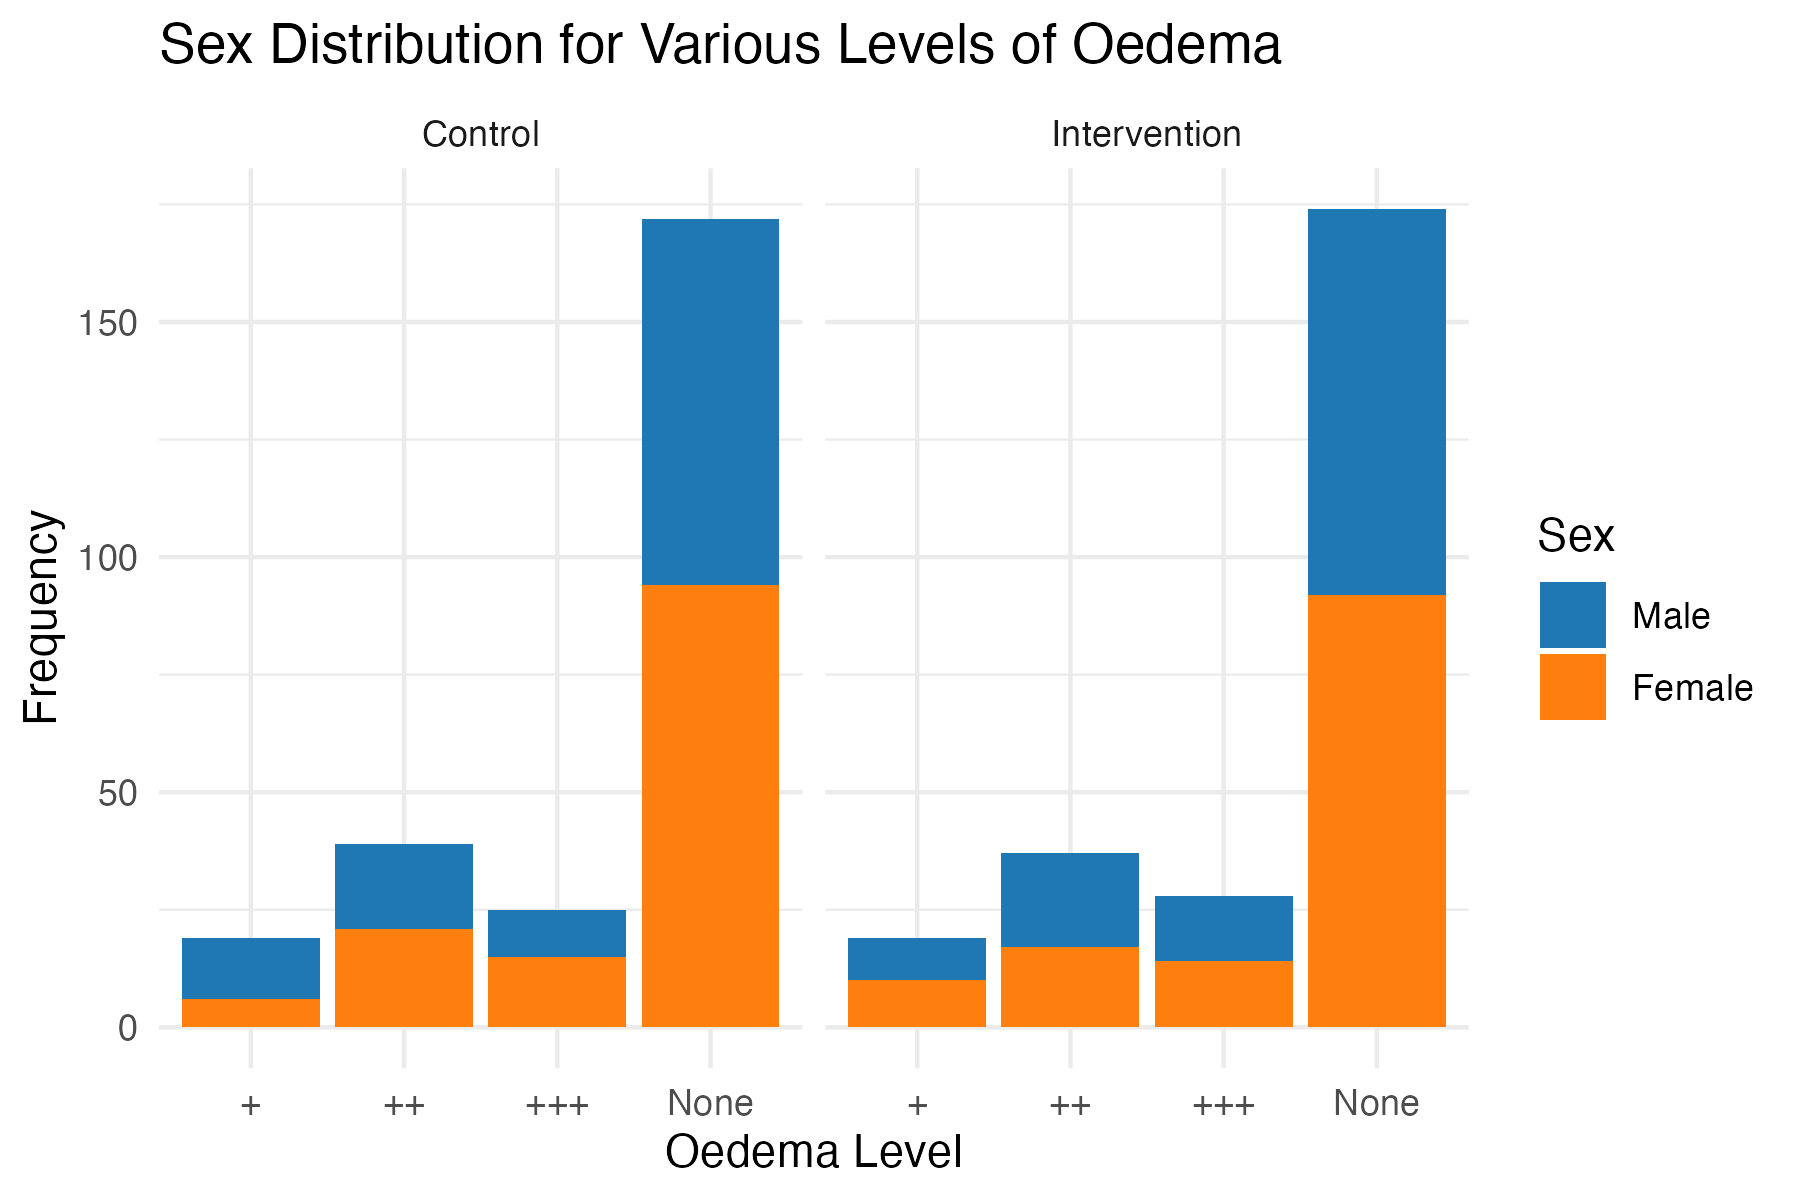 Sex Distribution for Various Levels of Oedema
Control
Intervention
150
100
50
0
Frequency
+
++
+++
None
+
++
+++
None
Oedema Level
Sex
Male
Female